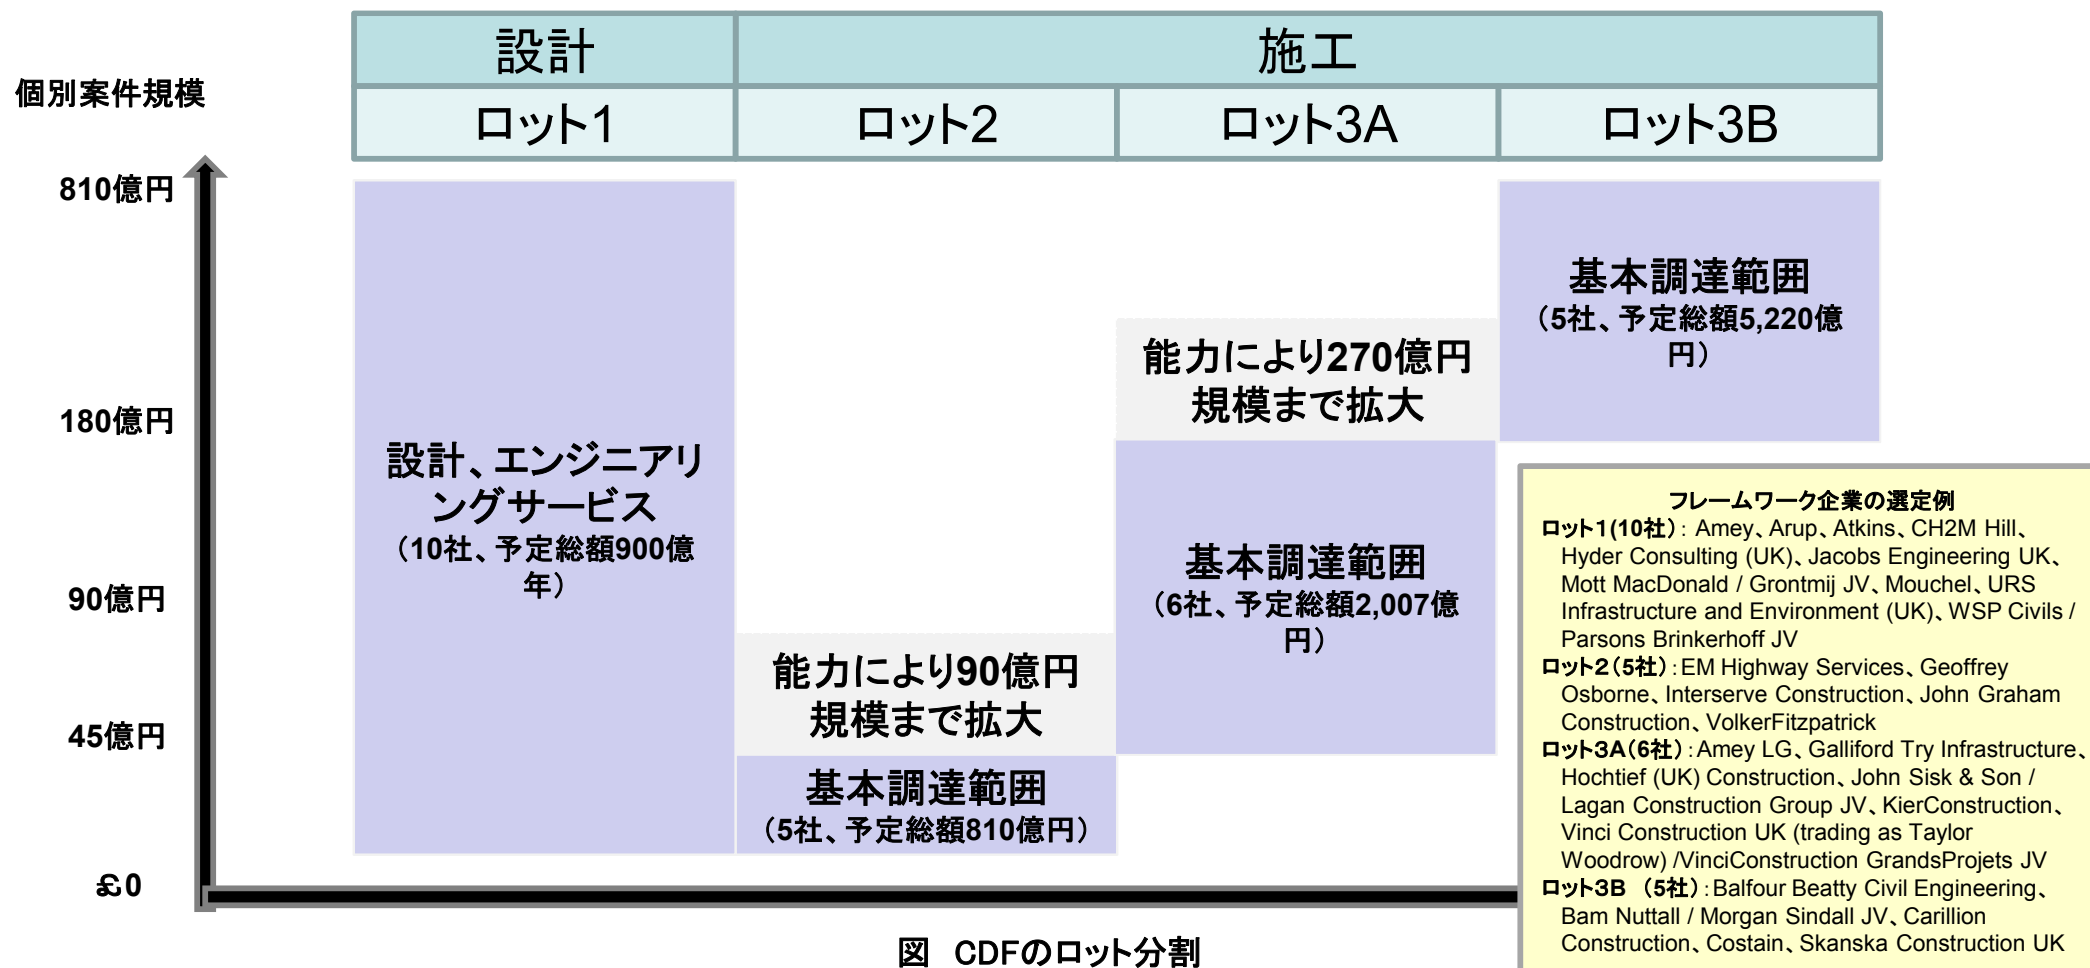 設計
施工
個別案件規模
ロット1
ロット2
ロット3A
ロット3B
810億円
180億円
90億円
45億円
£0
設計、エンジニアリ
ングサービス
（10社、予定総額900億
年）
能力により90億円
規模まで拡大
基本調達範囲
（5社、予定総額810億円）
能力により270億円
規模まで拡大
基本調達範囲
（6社、予定総額2,007億
円）
基本調達範囲
（5社、予定総額5,220億
円）
フレームワーク企業の選定例
ロット1(10社）: Amey、Arup、Atkins、CH2M Hill、
Hyder Consulting (UK)、Jacobs Engineering UK、
Mott MacDonald / Grontmij JV、Mouchel、URS
Infrastructure and Environment (UK)、WSP Civils /
Parsons Brinkerhoff JV
ロット2（5社）:EM Highway Services、Geoffrey
Osborne、Interserve Construction、John Graham
Construction、VolkerFitzpatrick
ロット3A（6社）:Amey LG、Galliford Try Infrastructure、
Hochtief (UK) Construction、John Sisk & Son /
Lagan Construction Group JV、KierConstruction、
Vinci Construction UK (trading as Taylor
Woodrow) /VinciConstruction GrandsProjets JV
ロット3B （5社）:Balfour Beatty Civil Engineering、
Bam Nuttall / Morgan Sindall JV、Carillion
Construction、Costain、Skanska Construction UK
図 CDFのロット分割